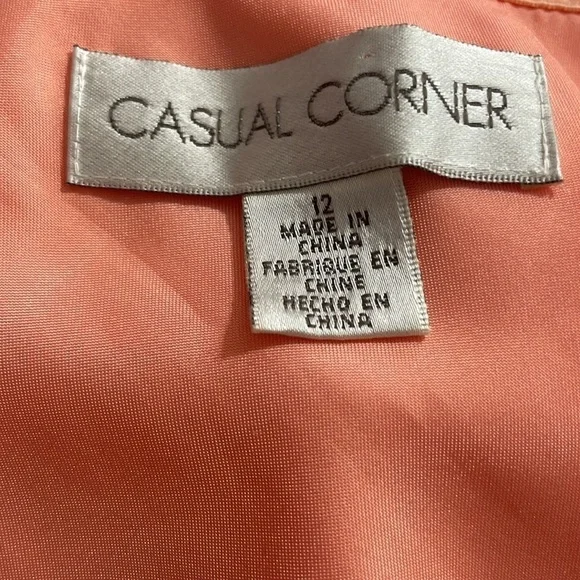 CASUAL CORNER
12
MADE IN
CHINA
FABRIQUE EN
CHINE
HECHO EN
CHINA